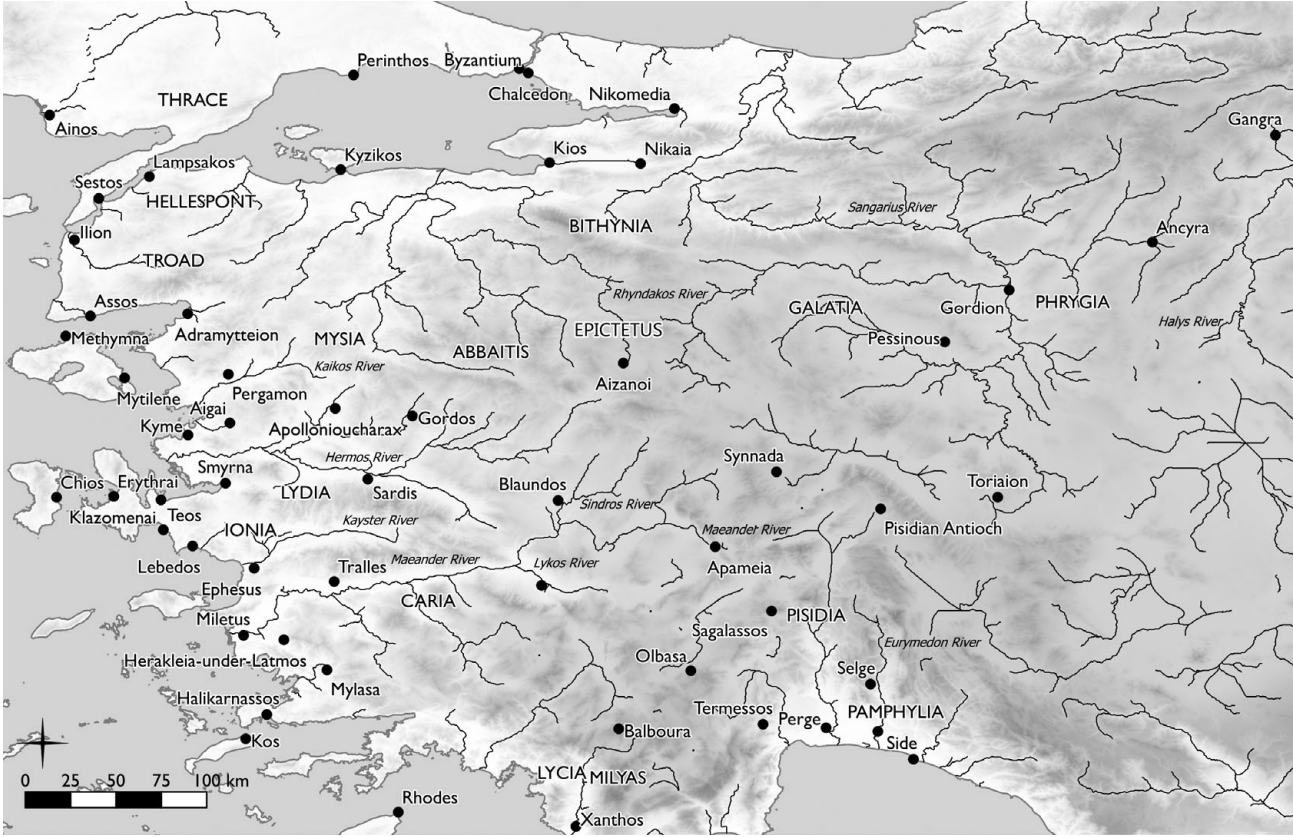 Perinthos
Byzantium
Chalcedon
Nikomedia
THRACE
Ainos
Gangra
Lampsakos
Kyzikos
Kios
Nikaia
Sestos
HELLESPONT
Sangarius River
BITHYNIA
Ancyra
Ilion
TROAD
Rhyndakos River
Assos
GALATIA
Gordion
PHRYGIA
Halys River
Methymna
Adramytteion
MYSIA
EPICTETUS
Pessinous
ABBAITIS
Kaikos River
Aizanoi
Mytilene
Pergamon
Aigai
Kyme
Apollonioucharax
Gordos
Hermos River
Smyrna
Synnada
Chios
Erythrai
LYDIA
Sardis
Blaundos
Toriaion
Sindros River
Klazomenai
Teos
Kayster River
IONIA
Maeander River
Pisidian Antioch
Lebedos
Maeander River
Lykos River
Tralles
Apameia
Ephesus
CARIA
Miletus
PISIDIA
Sagalassos
Eurymedon River
Herakleia-under-Latmos
Olbasa
Mylasa
Selge
Halikarnassos
Termessos
Perge
PAMPHYLIA
Kos
Balboura
Side
0 25 50 75 100 km
LYCIA
MILYAS
Rhodes
Xanthos